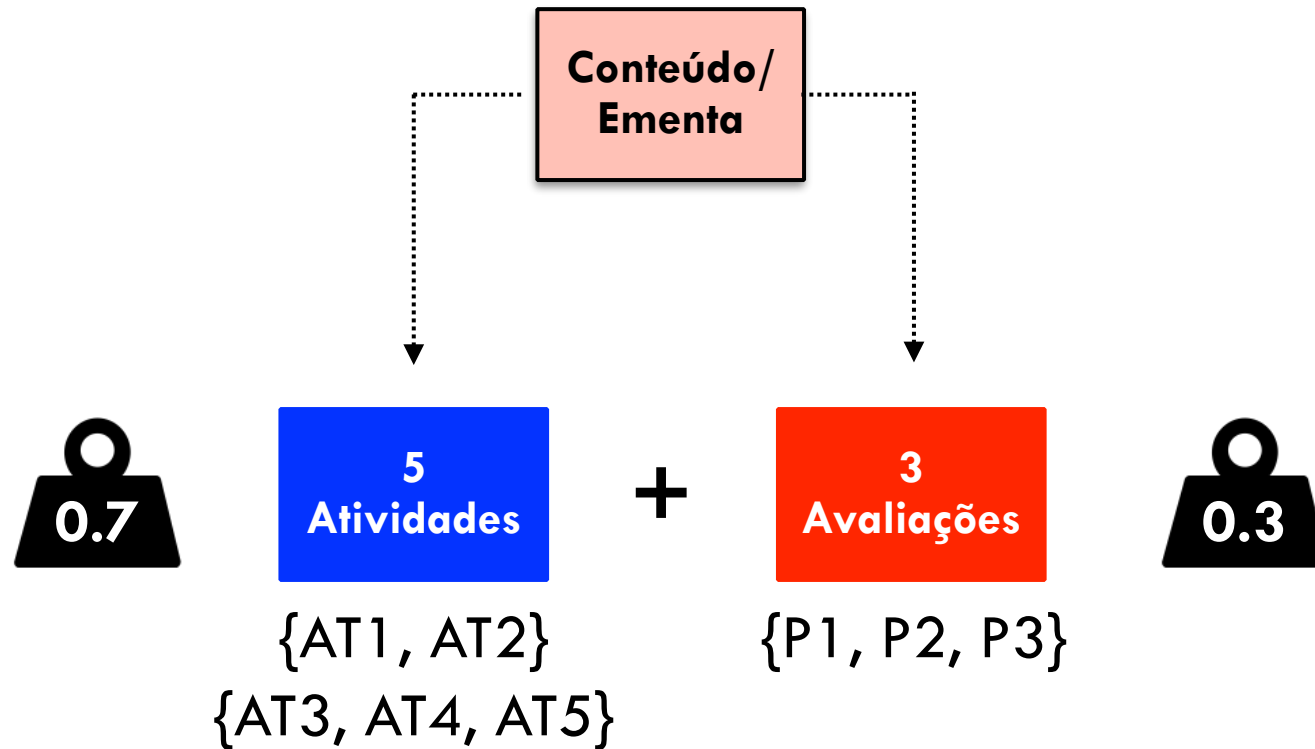 Conteúdo/
Ementa
0.7
5
Atividades
+
3
Avaliações
0.3
{AT1, AT2}
{P1, P2, P3}
{AT3, AT4, AT5}